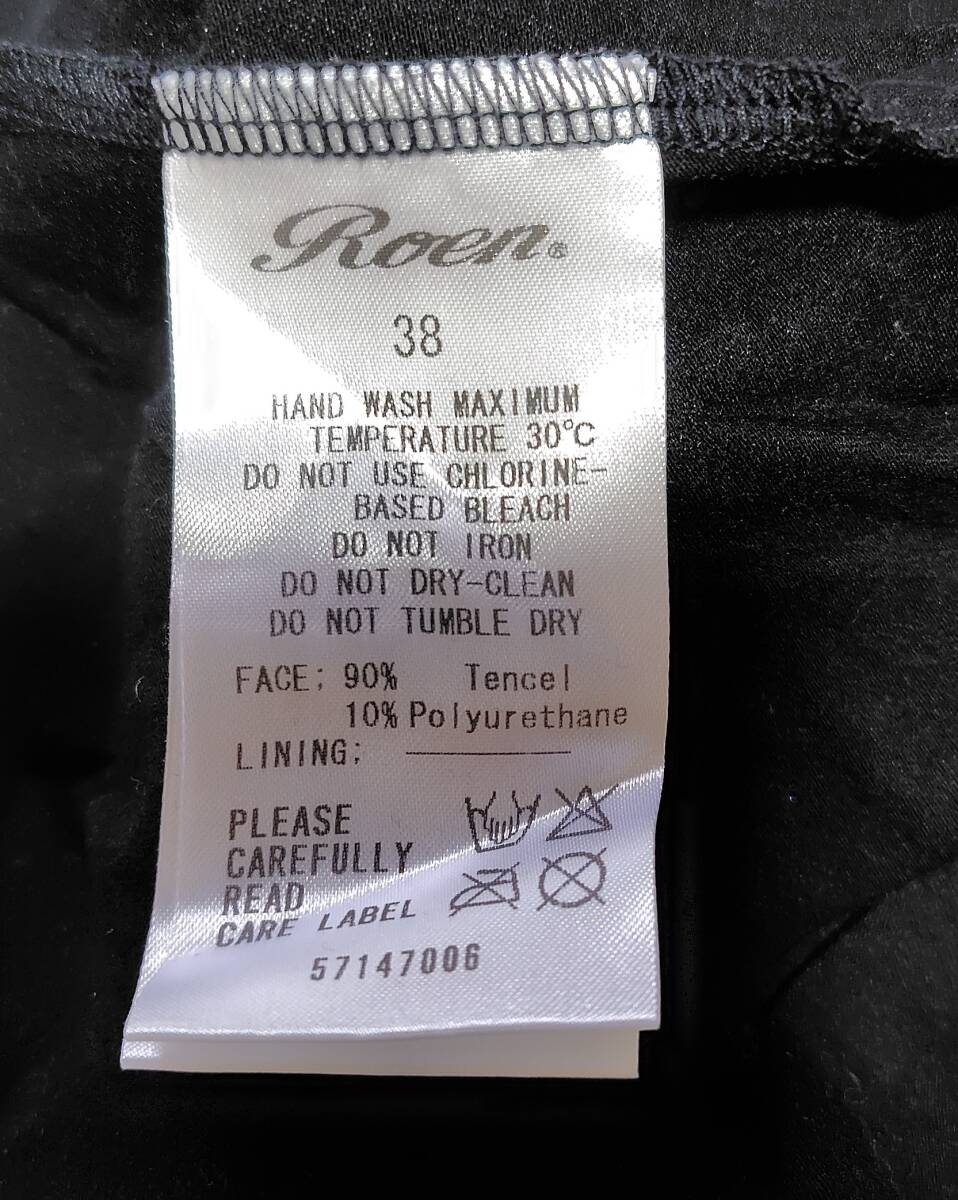 Roen®
38
HAND WASH MAXIMUM
TEMPERATURE 30°C
DO NOT USE CHLORINE-
BASED BLEACH
DO NOT IRON
DO NOT DRY-CLEAN
DO NOT TUMBLE DRY
FACE; 90% Tencel
10% Polyurethane
LINING;
PLEASE
CAREFULLY
READ
CARE LABEL
57147006